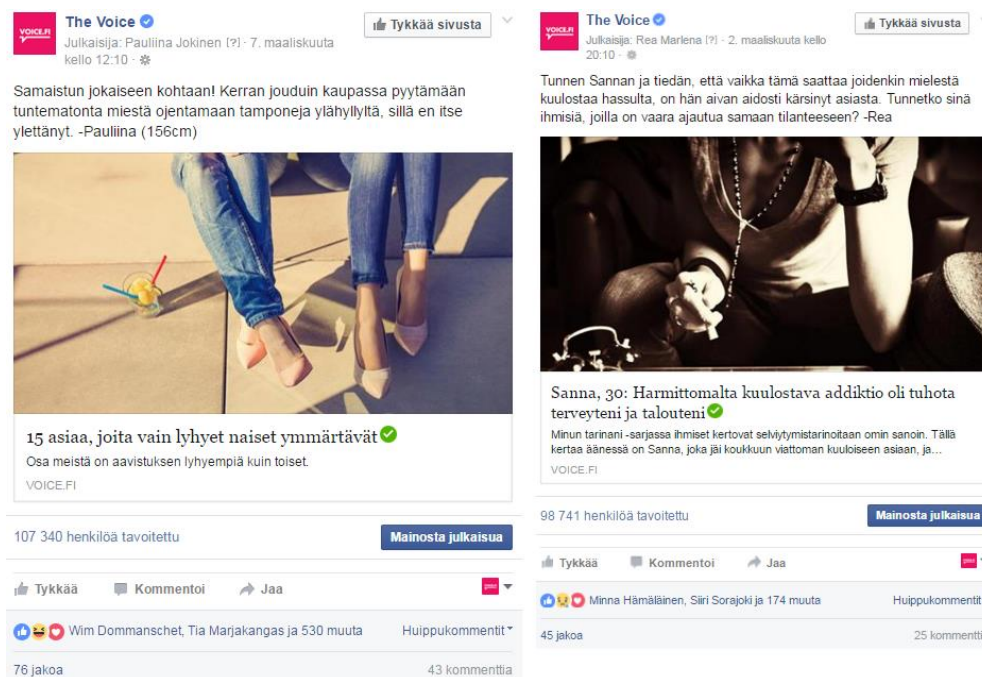 VOICE.FI
The Voice
Tykkää sivusta
Julkaisija: Pauliina Jokinen [?] · 7. maaliskuuta
kello 12:10 ·
Samaistun jokaiseen kohtaan! Kerran jouduin kaupassa pyytämään
tuntematonta miestä ojentamaan tamponeja ylähyllyltä, sillä en itse
ylettänyt. -Pauliina (156cm)
15 asiaa, joita vain lyhyet naiset ymmärtävät
Osa meistä on aavistuksen lyhyempiä kuin toiset.
VOICE.FI
107 340 henkilöä tavoitettu
Mainosta julkaisua
Tykkää Kommentoi Jaa
Wim Dommanschet, Tia Marjakangas ja 530 muuta
Huippukommentit
76 jakoa
43 kommenttia
VOICE.FI
The Voice
Tykkää sivusta
Julkaisija: Rea Marlena [?] · 2. maaliskuuta kello
20:10 ·
Tunnen Sannan ja tiedän, että vaikka tämä saattaa joidenkin mielestä
kuulostaa hassulta, on hän aivan aidosti kärsinyt asiasta. Tunnetko sinä
ihmisiä, joilla on vaara ajautua samaan tilanteeseen? -Rea
Sanna, 30: Harmittomalta kuulostava addiktio oli tuhota
terveyteni ja talouteni
Minun tarinani -sarjassa ihmiset kertovat selviytymistarinoitaan omin sanoin. Tällä
kertaa äänessä on Sanna, joka jäi koukkuun viattoman kuuloiseen asiaan, ja…
VOICE.FI
98 741 henkilöä tavoitettu
Mainosta julkaisua
Tykkää Kommentoi Jaa
Minna Hämäläinen, Siiri Sorajoki ja 174 muuta
Huippukommentit
45 jakoa
25 kommentti